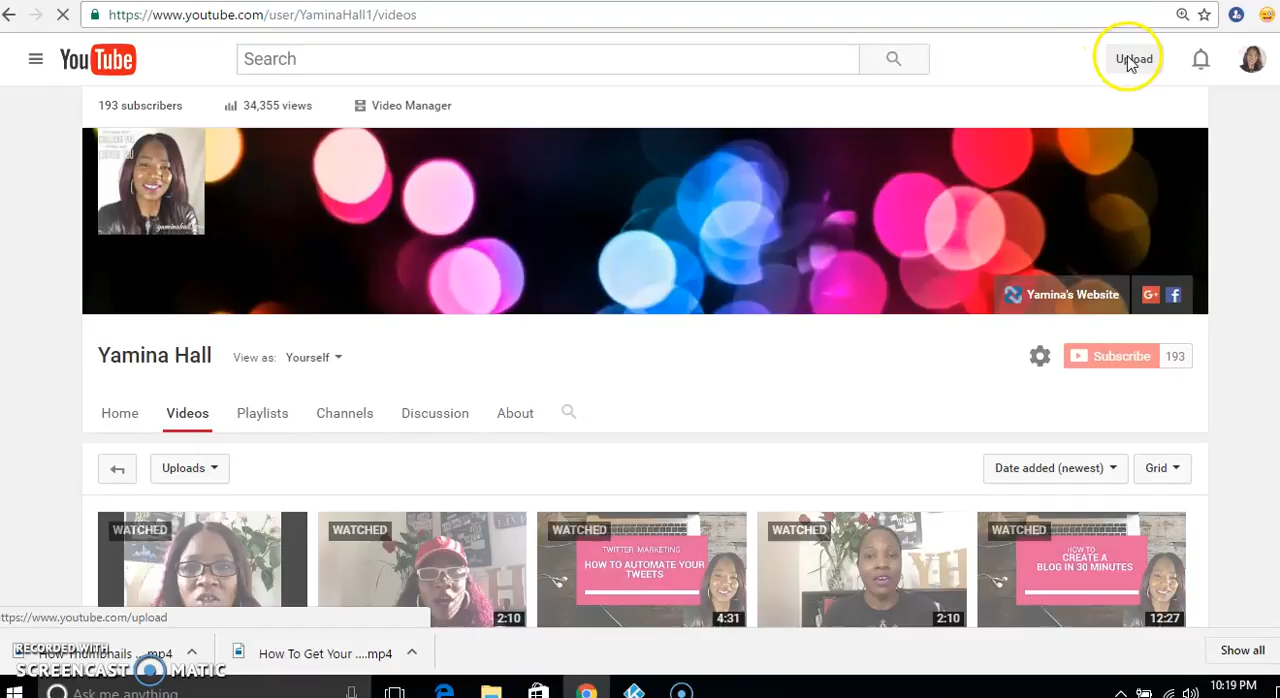 https://www.youtube.com/user/YaminaHall1/videos
YouTube
Search
Upload
193 subscribers
34,355 views
Video Manager
yaminahall
Yamina's Website
G+ f
Yamina Hall
View as: Yourself
Subscribe 193
Home Videos Playlists Channels Discussion About
Uploads
Date added (newest)
Grid
WATCHED
WATCHED
2:10
WATCHED
TWITTER MARKETING
HOW TO AUTOMATE YOUR
TWEETS
4:31
WATCHED
2:10
WATCHED
HOW TO
CREATE A
BLOG IN 30 MINUTES
12:27
ttps://www.youtube.com/upload
How Thumbnails ....mp4
How To Get Your ....mp4
Show all
RECORDED WITH
SCREENCAST MATIC
Ask me anything
10:19 PM